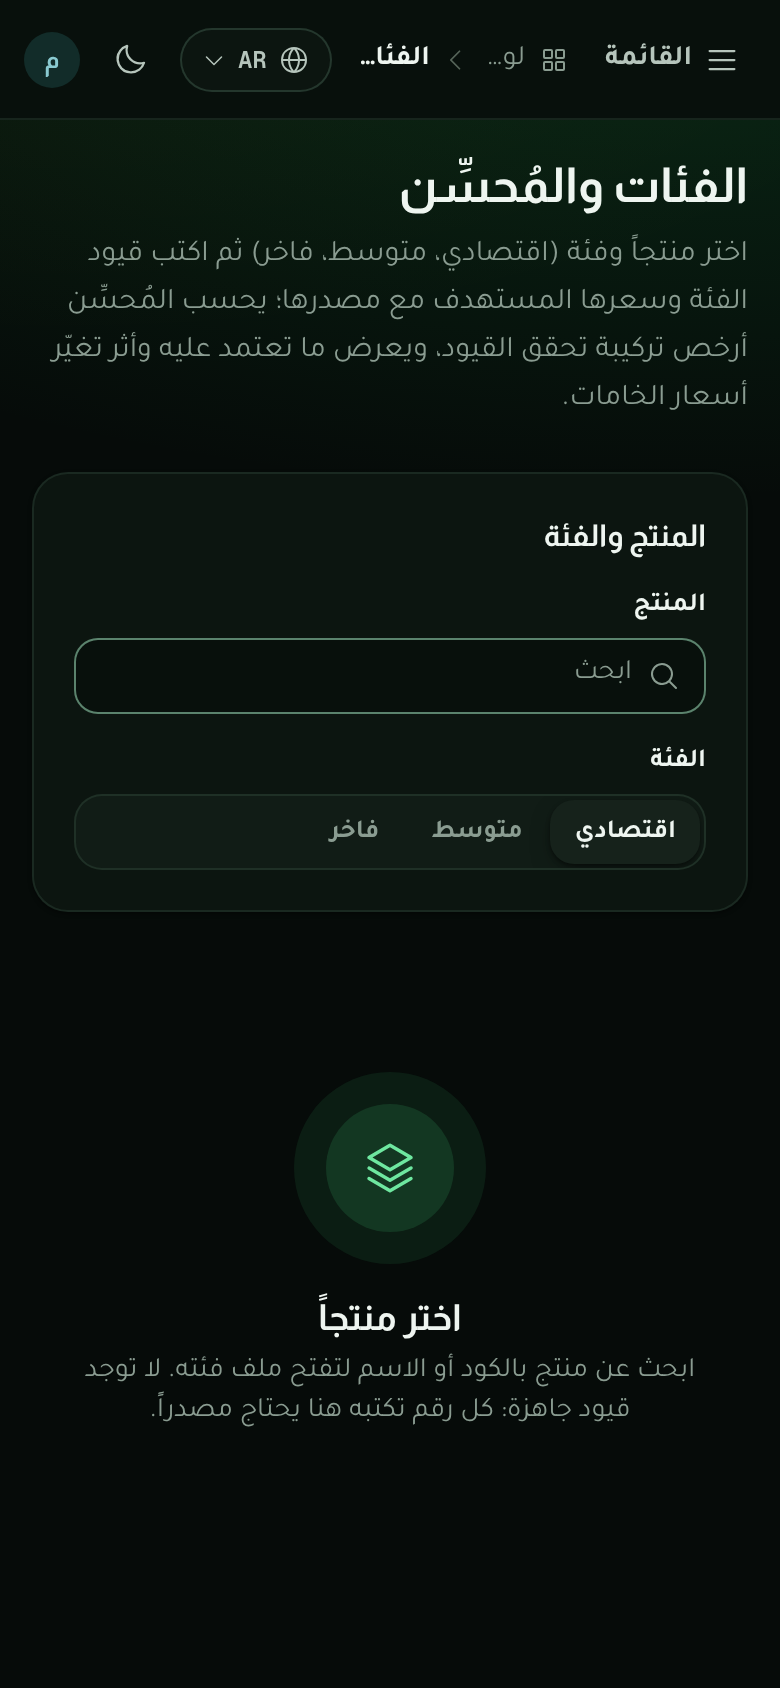 القائمة
لو...
الفئا...
AR
م
الفئات والمُحسِّن
اختر منتجاً وفئة (اقتصادي، متوسط، فاخر) ثم اكتب قيود
الفئة وسعرها المستهدف مع مصدرها؛ يحسب المُحسِّن
أرخص تركيبة تحقق القيود، ويعرض ما تعتمد عليه وأثر تغيّر
أسعار الخامات.
المنتج والفئة
المنتج
ابحث
الفئة
اقتصادي متوسط فاخر
اختر منتجاً
ابحث عن منتج بالكود أو الاسم لتفتح ملف فئته. لا توجد
قيود جاهزة: كل رقم تكتبه هنا يحتاج مصدراً.